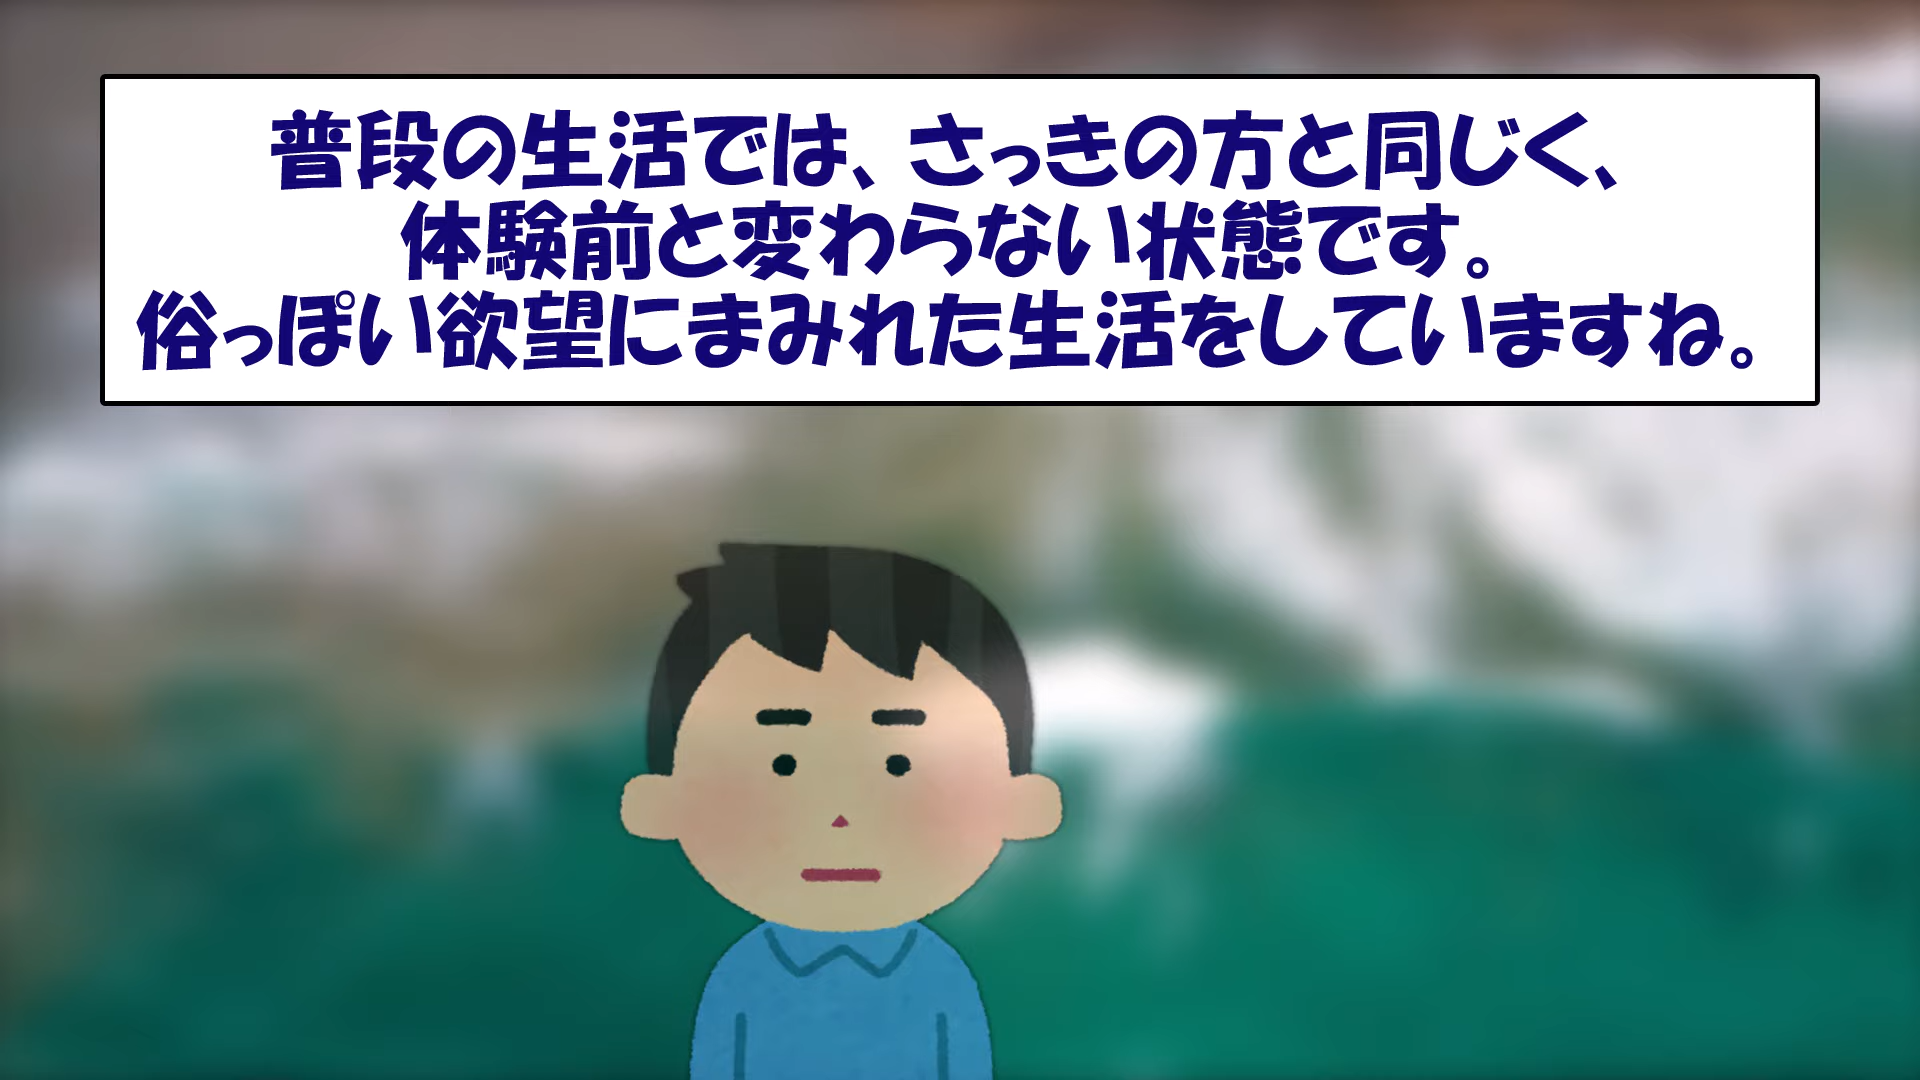 普段の生活では、さっきの方と同じく、
体験前と変わらない状態です。
俗っぽい欲望にまみれた生活をしていますね。